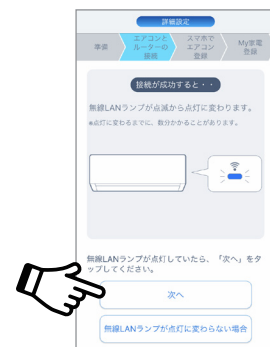 詳細設定
準備
エアコンと
ルーターの
接続
スマホで
エアコン
登録
My家電
登録
接続が成功すると・・
無線LANランプが点滅から点灯に変わります。
※点灯に変わるまでに、数分かかることがあります。
無線LANランプが点灯していたら、「次へ」をタ
ップしてください。
次へ
無線LANランプが点灯に変わらない場合